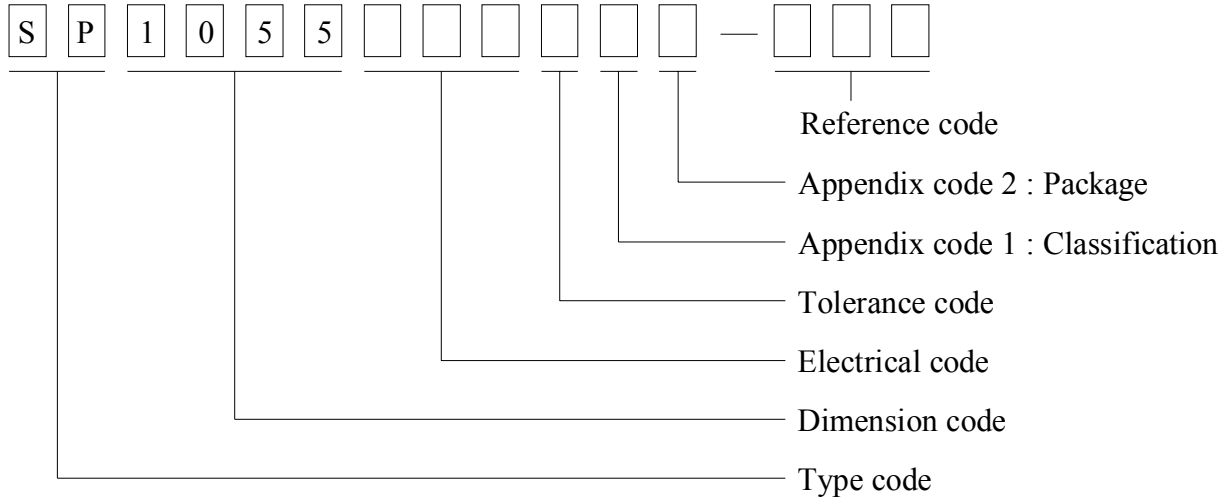 S P 1 0 5 5 —
Reference code
Appendix code 2 : Package
Appendix code 1 : Classification
Tolerance code
Electrical code
Dimension code
Type code